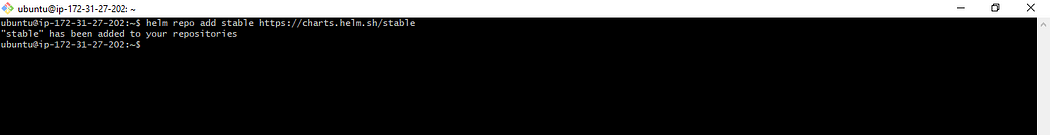 ubuntu@ip-172-31-27-202: ~
ubuntu@ip-172-31-27-202:~$ helm repo add stable https://charts.helm.sh/stable
"stable" has been added to your repositories
ubuntu@ip-172-31-27-202:~$